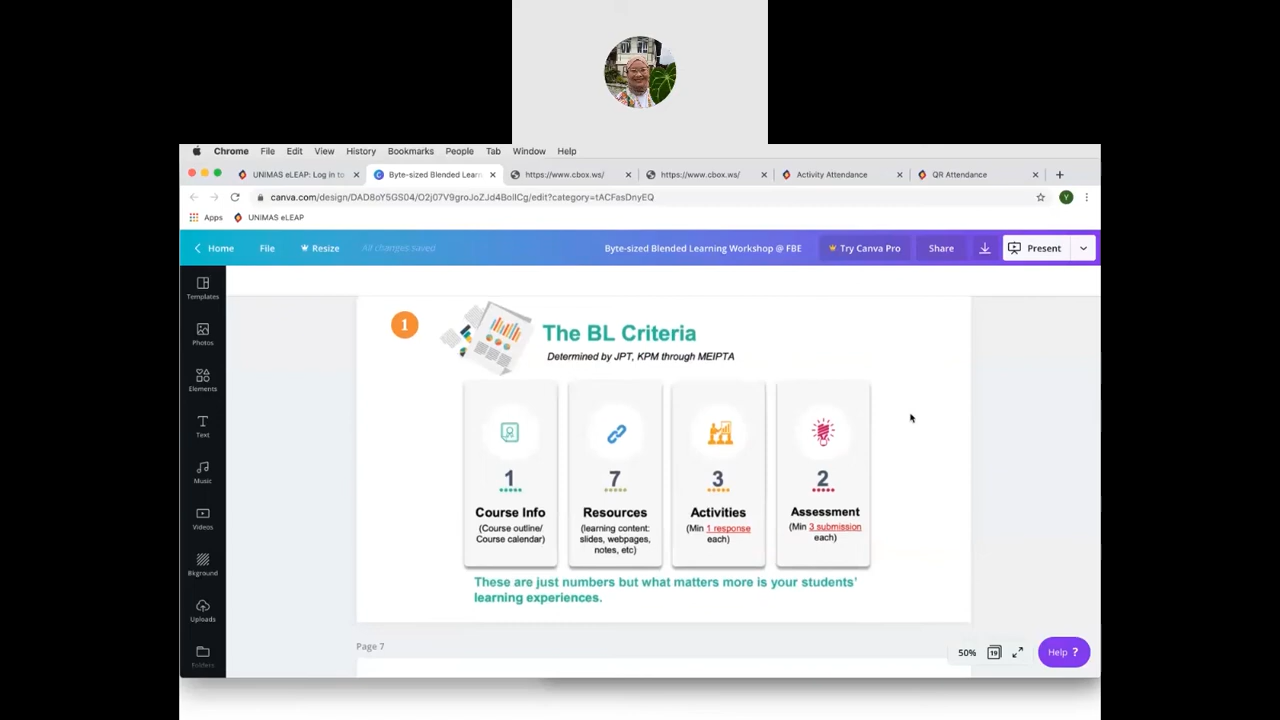 Chrome File Edit View History Bookmarks People Tab Window Help
UNIMAS eLEAP: Log in to
Byte-sized Blended Learn
https://www.cbox.ws/
https://www.cbox.ws/
Activity Attendance
QR Attendance
canva.com/design/DAD8oY5GS04/O2j07V9groJoZJd4BolICg/edit?category=tACFasDnyEQ
Y
Apps UNIMAS eLEAP
Home File Resize All changes saved Byte-sized Blended Learning Workshop @ FBE Try Canva Pro Share Present
Templates
Photos
Elements
Text
Music
Videos
Bkground
Uploads
Folders
1
The BL Criteria
Determined by JPT, KPM through MEIPTA
1
Course Info
(Course outline/
Course calendar)
7
Resources
(learning content:
slides, webpages,
notes, etc)
3
Activities
(Min 1 response
each)
2
Assessment
(Min 3 submission
each)
These are just numbers but what matters more is your students'
learning experiences.
Page 7
50% 19 Help ?